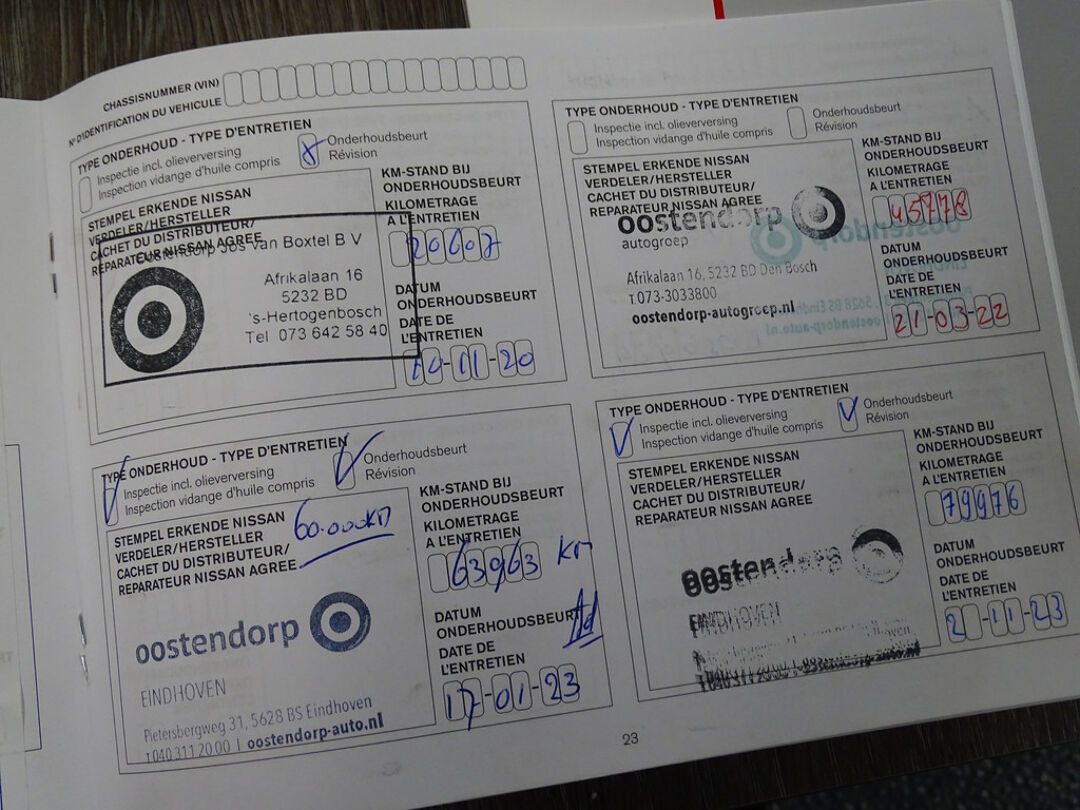 CHASSISNUMMER (VIN)
N° D'IDENTIFICATION DU VEHICULE
TYPE ONDERHOUD - TYPE D'ENTRETIEN
Inspectie incl. olieverversing
Inspection vidange d'huile compris
x
Onderhoudsbeurt
Révision
STEMPEL ERKENDE NISSAN
VERDELER/HERSTELLER
CACHET DU DISTRIBUTEUR/
REPARATEUR NISSAN AGREE
Oostendorp Jos van Boxtel B V
Afrikalaan 16
5232 BD
's-Hertogenbosch
Tel 073 642 58 40
KM-STAND BIJ
ONDERHOUDSBEURT
KILOMETRAGE
A L'ENTRETIEN
20607
DATUM
ONDERHOUDSBEURT
DATE DE
L'ENTRETIEN
10-11-20
TYPE ONDERHOUD - TYPE D'ENTRETIEN
Inspectie incl. olieverversing
Inspection vidange d'huile compris
Onderhoudsbeurt
Révision
STEMPEL ERKENDE NISSAN
VERDELER/HERSTELLER
CACHET DU DISTRIBUTEUR/
REPARATEUR NISSAN AGREE
oostendorp
autogroep
Afrikalaan 16, 5232 BD Den Bosch
T.073-3033800
oostendorp-autogroep.nl
KM-STAND BIJ
ONDERHOUDSBEURT
KILOMETRAGE
A L'ENTRETIEN
45778
DATUM
ONDERHOUDSBEURT
DATE DE
L'ENTRETIEN
21-03-22
TYPE ONDERHOUD - TYPE D'ENTRETIEN
Inspectie incl. olieverversing
Inspection vidange d'huile compris
Onderhoudsbeurt
Révision
STEMPEL ERKENDE NISSAN
VERDELER/HERSTELLER
CACHET DU DISTRIBUTEUR/
REPARATEUR NISSAN AGREE
60.000KM
oostendorp
EINDHOVEN
Pietersbergweg 31, 5628 BS Eindhoven
T 040 311 20 00 | oostendorp-auto.nl
KM-STAND BIJ
ONDERHOUDSBEURT
KILOMETRAGE
A L'ENTRETIEN
63963 km
DATUM
ONDERHOUDSBEURT
DATE DE
L'ENTRETIEN
17-01-23
TYPE ONDERHOUD - TYPE D'ENTRETIEN
Inspectie incl. olieverversing
Inspection vidange d'huile compris
Onderhoudsbeurt
Révision
STEMPEL ERKENDE NISSAN
VERDELER/HERSTELLER
CACHET DU DISTRIBUTEUR/
REPARATEUR NISSAN AGREE
oostendorp
EINDHOVEN
KM-STAND BIJ
ONDERHOUDSBEURT
KILOMETRAGE
A L'ENTRETIEN
79976
DATUM
ONDERHOUDSBEURT
DATE DE
L'ENTRETIEN
2-11-23
23